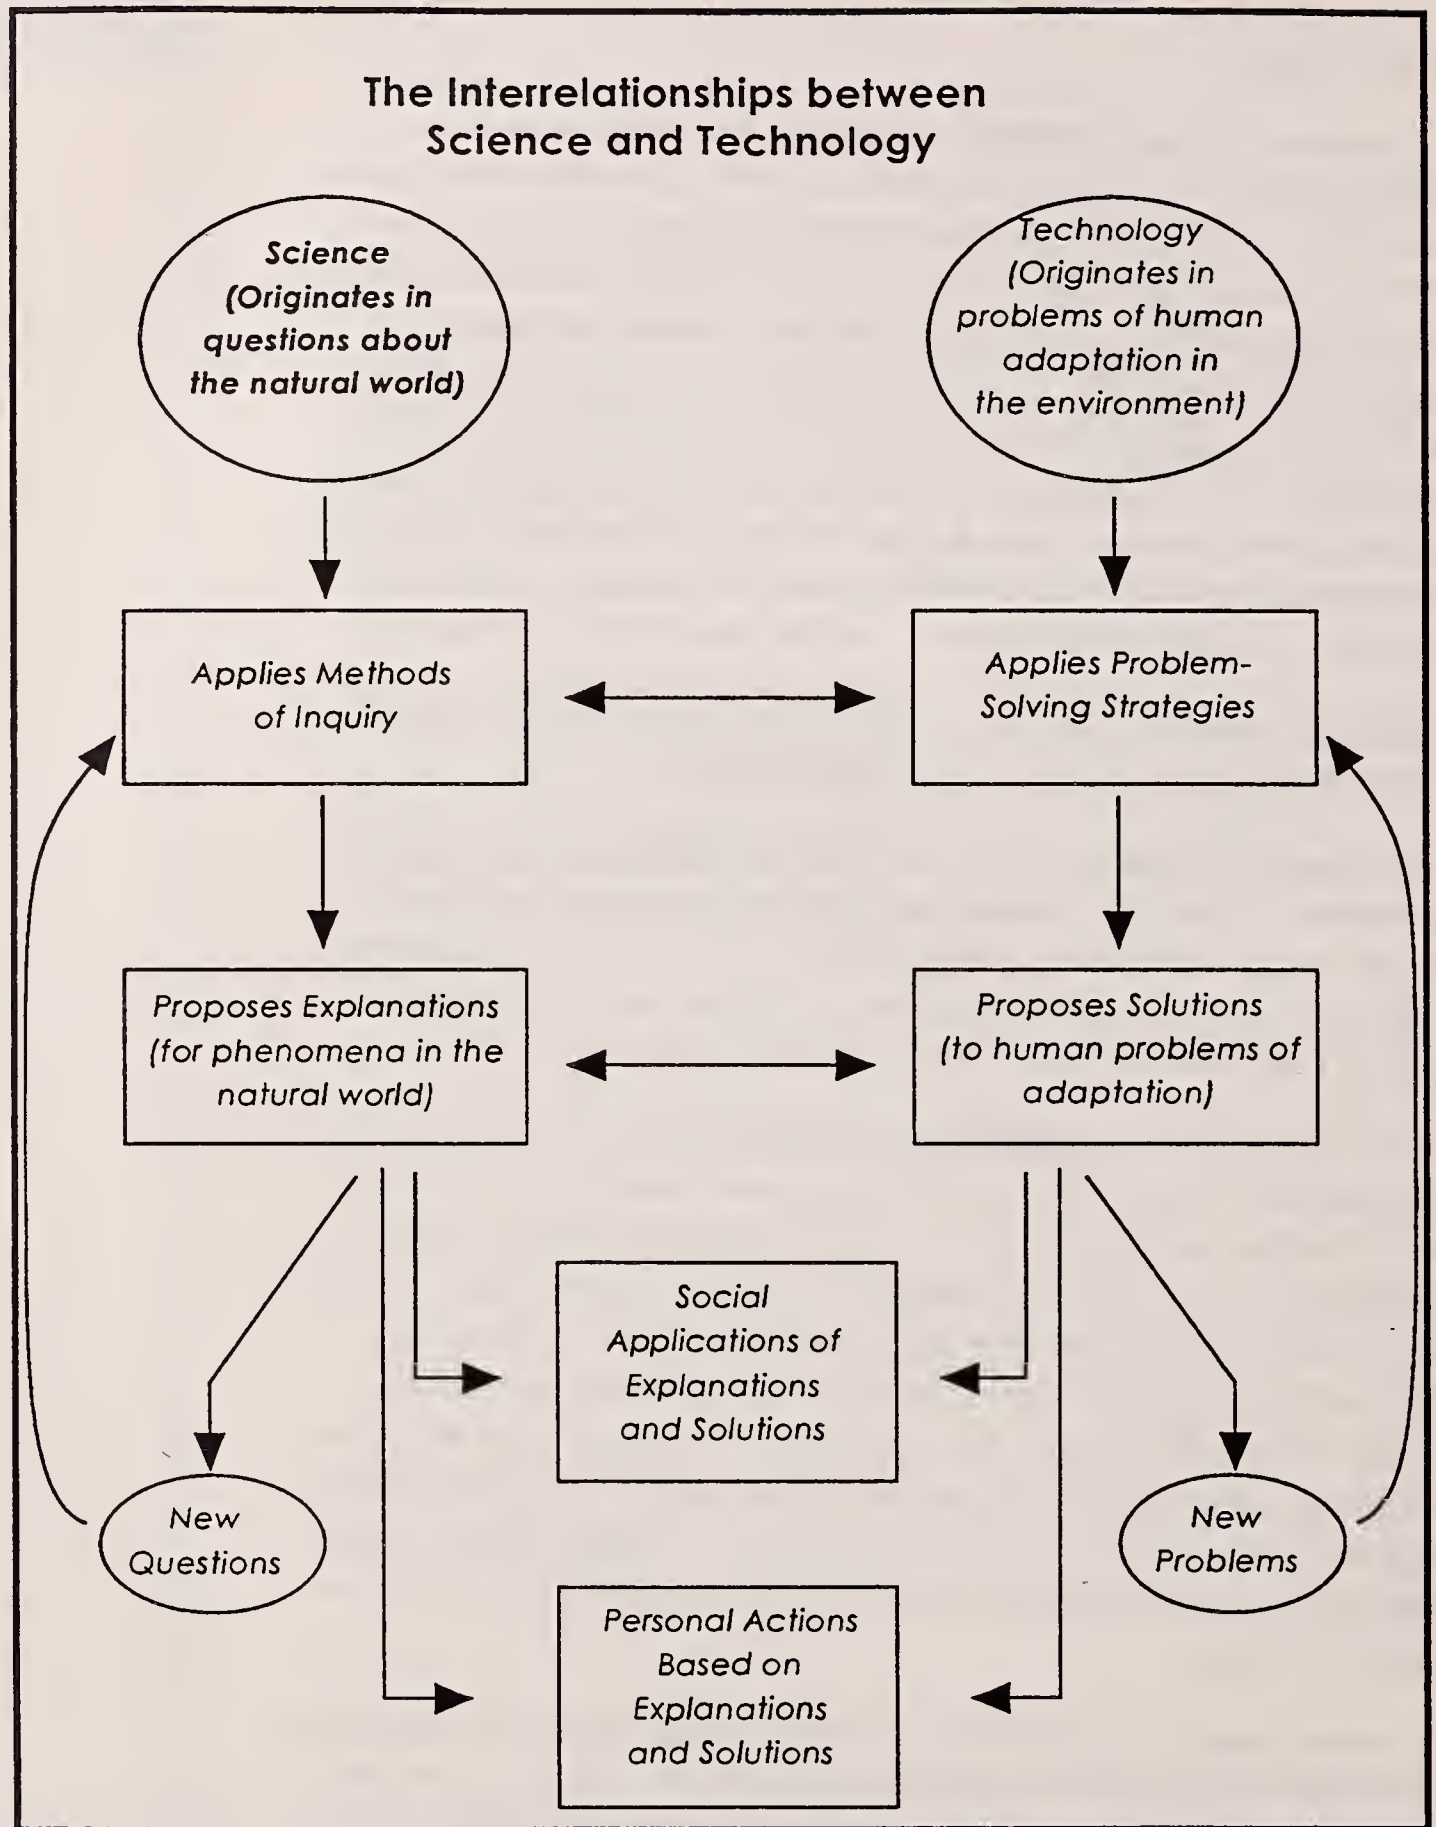 The Interrelationships between
Science and Technology
Science
(Originates in
questions about
the natural world)
Technology
(Originates in
problems of human
adaptation in
the environment)
Applies Methods
of Inquiry
Applies Problem-
Solving Strategies
Proposes Explanations
(for phenomena in the
natural world)
Proposes Solutions
(to human problems of
adaptation)
Social
Applications of
Explanations
and Solutions
New
Questions
New
Problems
Personal Actions
Based on
Explanations
and Solutions